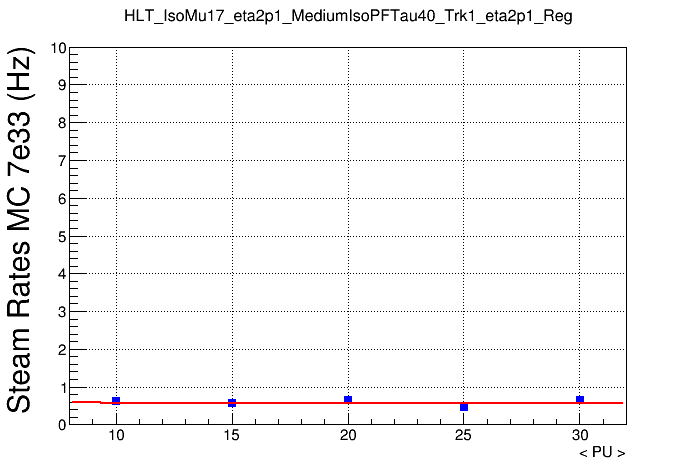 HLT_IsoMu17_eta2p1_MediumIsoPFTau40_Trk1_eta2p1_Reg
Steam Rates MC 7e33 (Hz)
10
9
8
7
6
5
4
3
2
1
0
10 15 20 25 30
< PU >